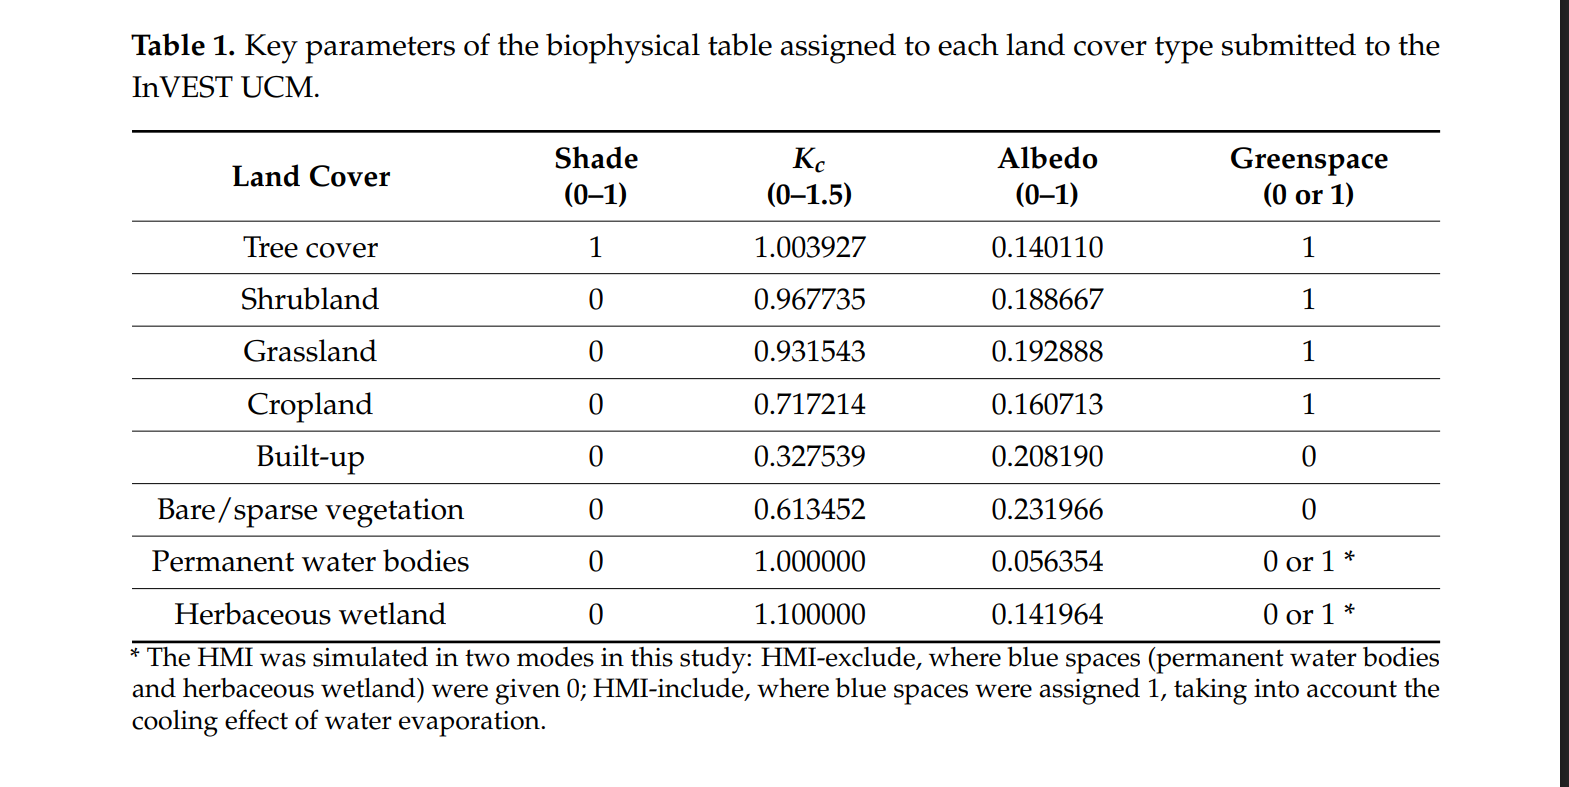 Table 1. Key parameters of the biophysical table assigned to each land cover type submitted to the
InVEST UCM.
Land Cover Shade (0–1) Kc (0–1.5) Albedo (0–1) Greenspace (0 or 1)
Tree cover 1 1.003927 0.140110 1
Shrubland 0 0.967735 0.188667 1
Grassland 0 0.931543 0.192888 1
Cropland 0 0.717214 0.160713 1
Built-up 0 0.327539 0.208190 0
Bare/sparse vegetation 0 0.613452 0.231966 0
Permanent water bodies 0 1.000000 0.056354 0 or 1 *
Herbaceous wetland 0 1.100000 0.141964 0 or 1 *
* The HMI was simulated in two modes in this study: HMI-exclude, where blue spaces (permanent water bodies
and herbaceous wetland) were given 0; HMI-include, where blue spaces were assigned 1, taking into account the
cooling effect of water evaporation.